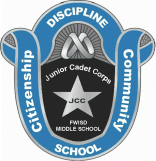 DISCIPLINE
Citizenship
Community
Junior Cadet Corps
JCC
FWISD
MIDDLE SCHOOL
SCHOOL